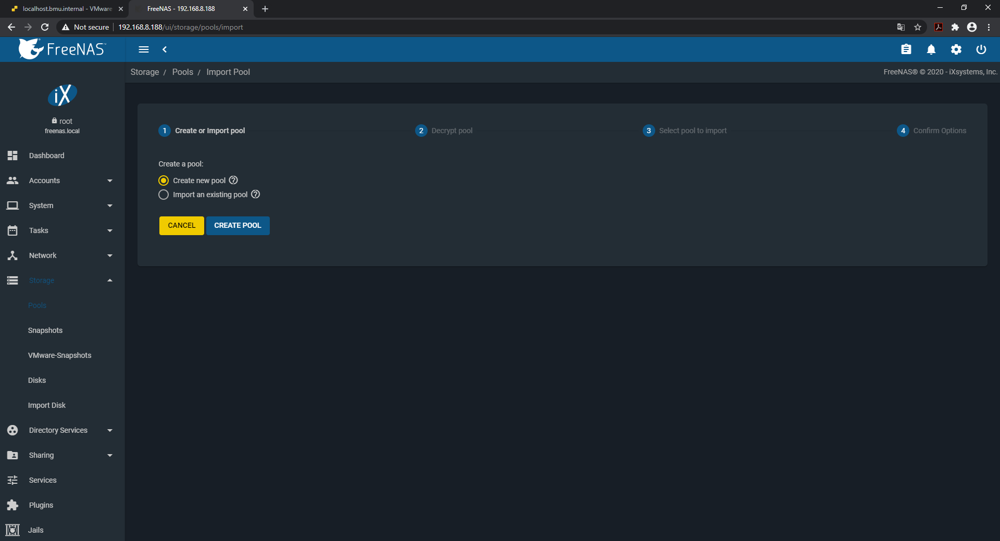 localhost.bmu.internal - VMware
FreeNAS - 192.168.8.188
Not secure
192.168.8.188/ui/storage/pools/import
FreeNAS™
Storage / Pools / Import Pool
FreeNAS® © 2020 - iXsystems, Inc.
iX
root
freenas.local
Dashboard
Accounts
System
Tasks
Network
Storage
Pools
Snapshots
VMware-Snapshots
Disks
Import Disk
Directory Services
Sharing
Services
Plugins
Jails
1 Create or Import pool
2 Decrypt pool
3 Select pool to import
4 Confirm Options
Create a pool:
Create new pool ?
Import an existing pool ?
CANCEL
CREATE POOL